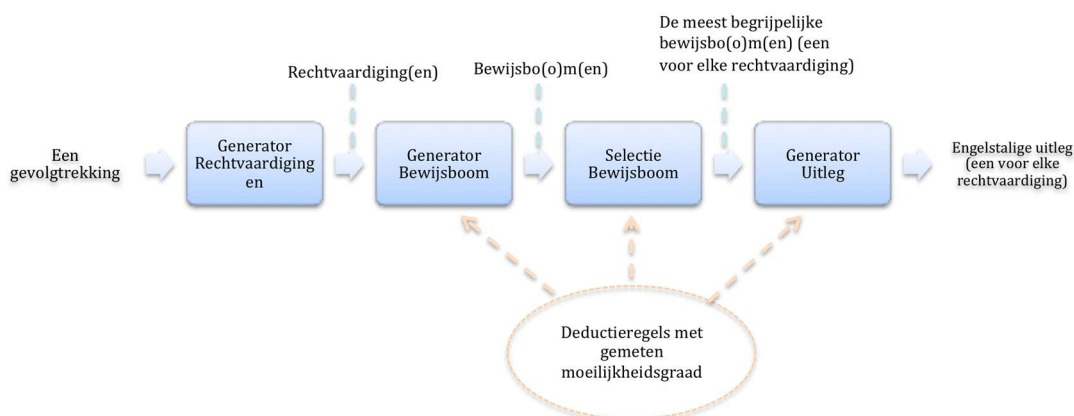 De meest begrijpelijke
bewijsbo(o)m(en) (een
voor elke rechtvaardiging)
Rechtvaardiging(en)
Bewijsbo(o)m(en)
Een
gevolgtrekking
Generator
Rechtvaardiging
en
Generator
Bewijsboom
Selectie
Bewijsboom
Generator
Uitleg
Engelstalige uitleg
(een voor elke
rechtvaardiging)
Deductieregels met
gemeten
moeilijkheidsgraad